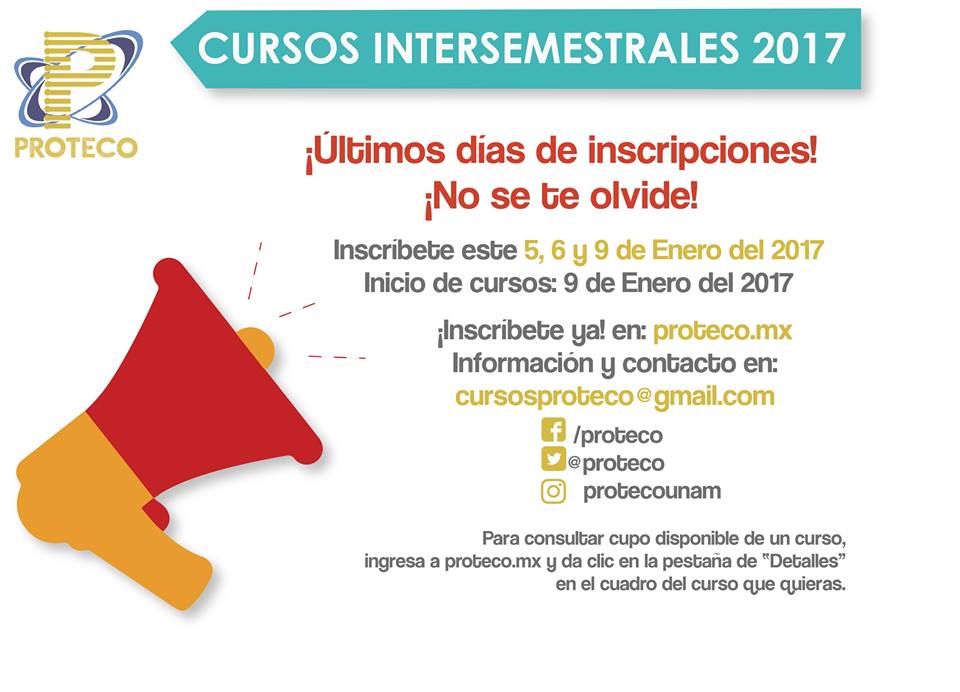 CURSOS INTERSEMESTRALES 2017
PROTECO
¡Últimos días de inscripciones!
¡No se te olvide!
Inscríbete este 5, 6 y 9 de Enero del 2017
Inicio de cursos: 9 de Enero del 2017
¡Inscríbete ya! en: proteco.mx
Información y contacto en:
cursosproteco@gmail.com
/proteco
@proteco
protecounam
Para consultar cupo disponible de un curso,
ingresa a proteco.mx y da clic en la pestaña de "Detalles"
en el cuadro del curso que quieras.